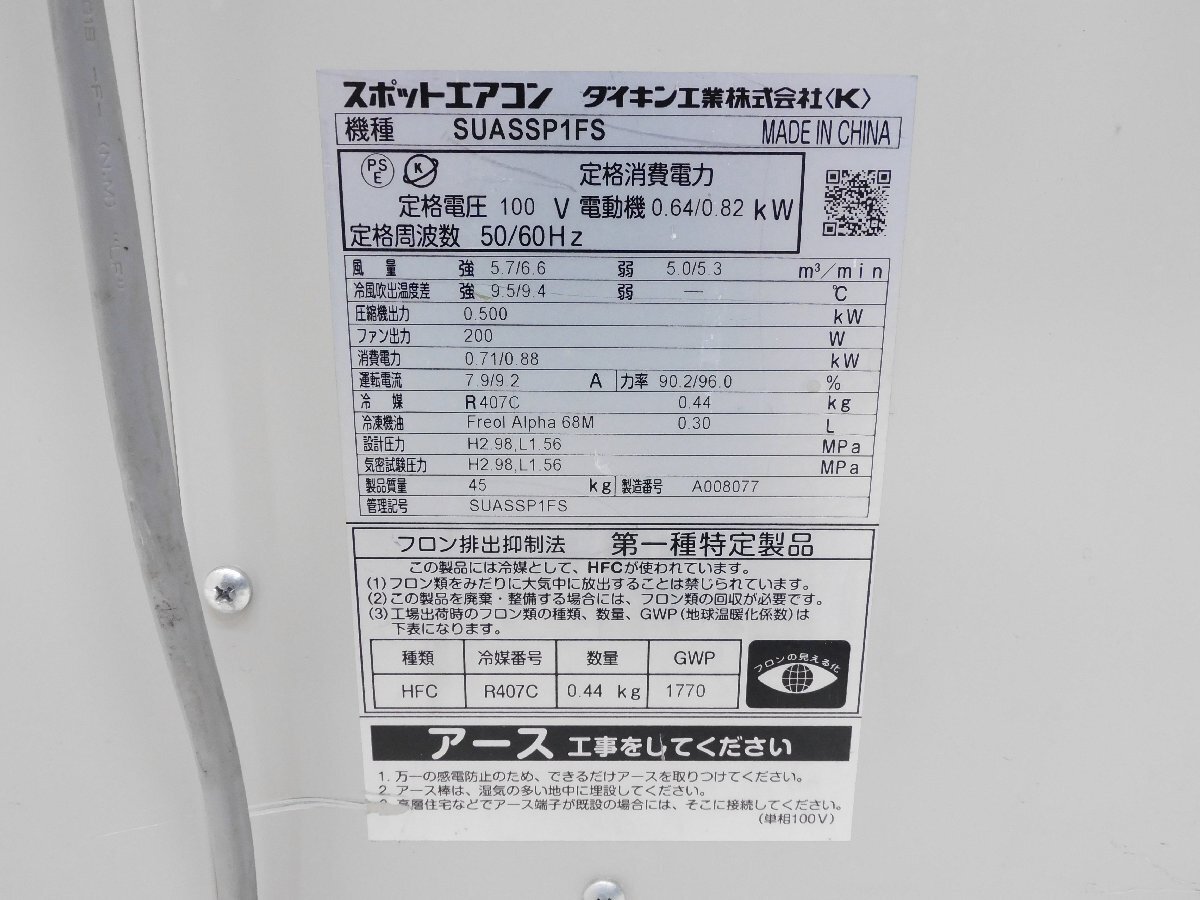 スポットエアコン ダイキン工業株式会社〈K〉
機種 SUASSP1FS MADE IN CHINA
PSE K 定格消費電力
定格電圧 100 V 電動機 0.64/0.82 kW
定格周波数 50/60Hz
風量 強 5.7/6.6 弱 5.0/5.3 m³/min
冷風吹出温度差 強 9.5/9.4 弱 — ℃
圧縮機出力 0.500 kW
ファン出力 200 W
消費電力 0.71/0.88 kW
運転電流 7.9/9.2 A 力率 90.2/96.0 %
冷媒 R407C 0.44 kg
冷凍機油 Freol Alpha 68M 0.30 L
設計圧力 H2.98,L1.56 MPa
気密試験圧力 H2.98,L1.56 MPa
製品質量 45 kg 製造番号 A008077
管理記号 SUASSP1FS
フロン排出抑制法 第一種特定製品
この製品には冷媒として、HFCが使われています。
(1)フロン類をみだりに大気中に放出することは禁じられています。
(2)この製品を廃棄・整備する場合には、フロン類の回収が必要です。
(3)工場出荷時のフロン類の種類、数量、GWP(地球温暖化係数)は
下表になります。
種類 冷媒番号 数量 GWP
HFC R407C 0.44 kg 1770
フロンの見える化
アース工事をしてください
1. 万一の感電防止のため、できるだけアースを取りつけてください。
2. アース棒は、湿気の多い地中に埋設してください。
高層住宅などでアース端子が既設の場合には、そこに接続してください。
(単相100V)